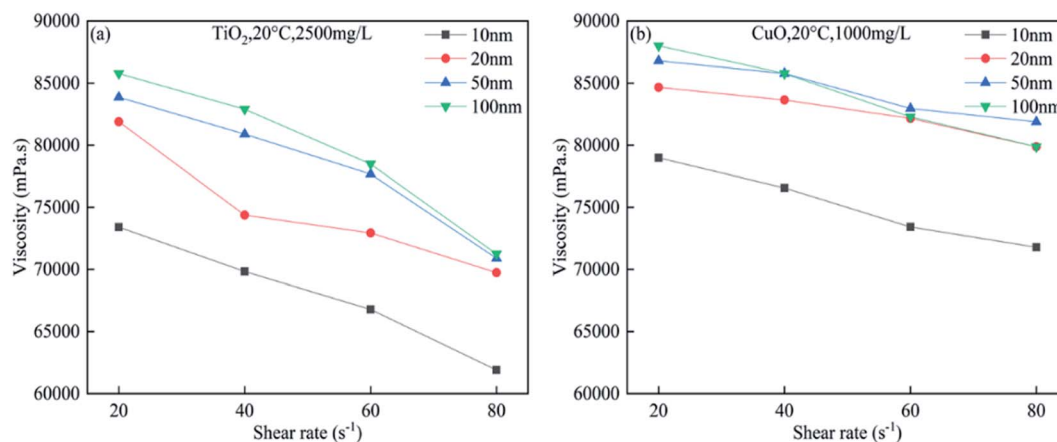 (a) TiO₂,20°C,2500mg/L
10nm
20nm
50nm
100nm
90000
85000
80000
75000
70000
65000
60000
Viscosity (mPa.s)
20 40 60 80
Shear rate (s⁻¹)
(b) CuO,20°C,1000mg/L
10nm
20nm
50nm
100nm
90000
85000
80000
75000
70000
65000
60000
Viscosity (mPa.s)
20 40 60 80
Shear rate (s⁻¹)